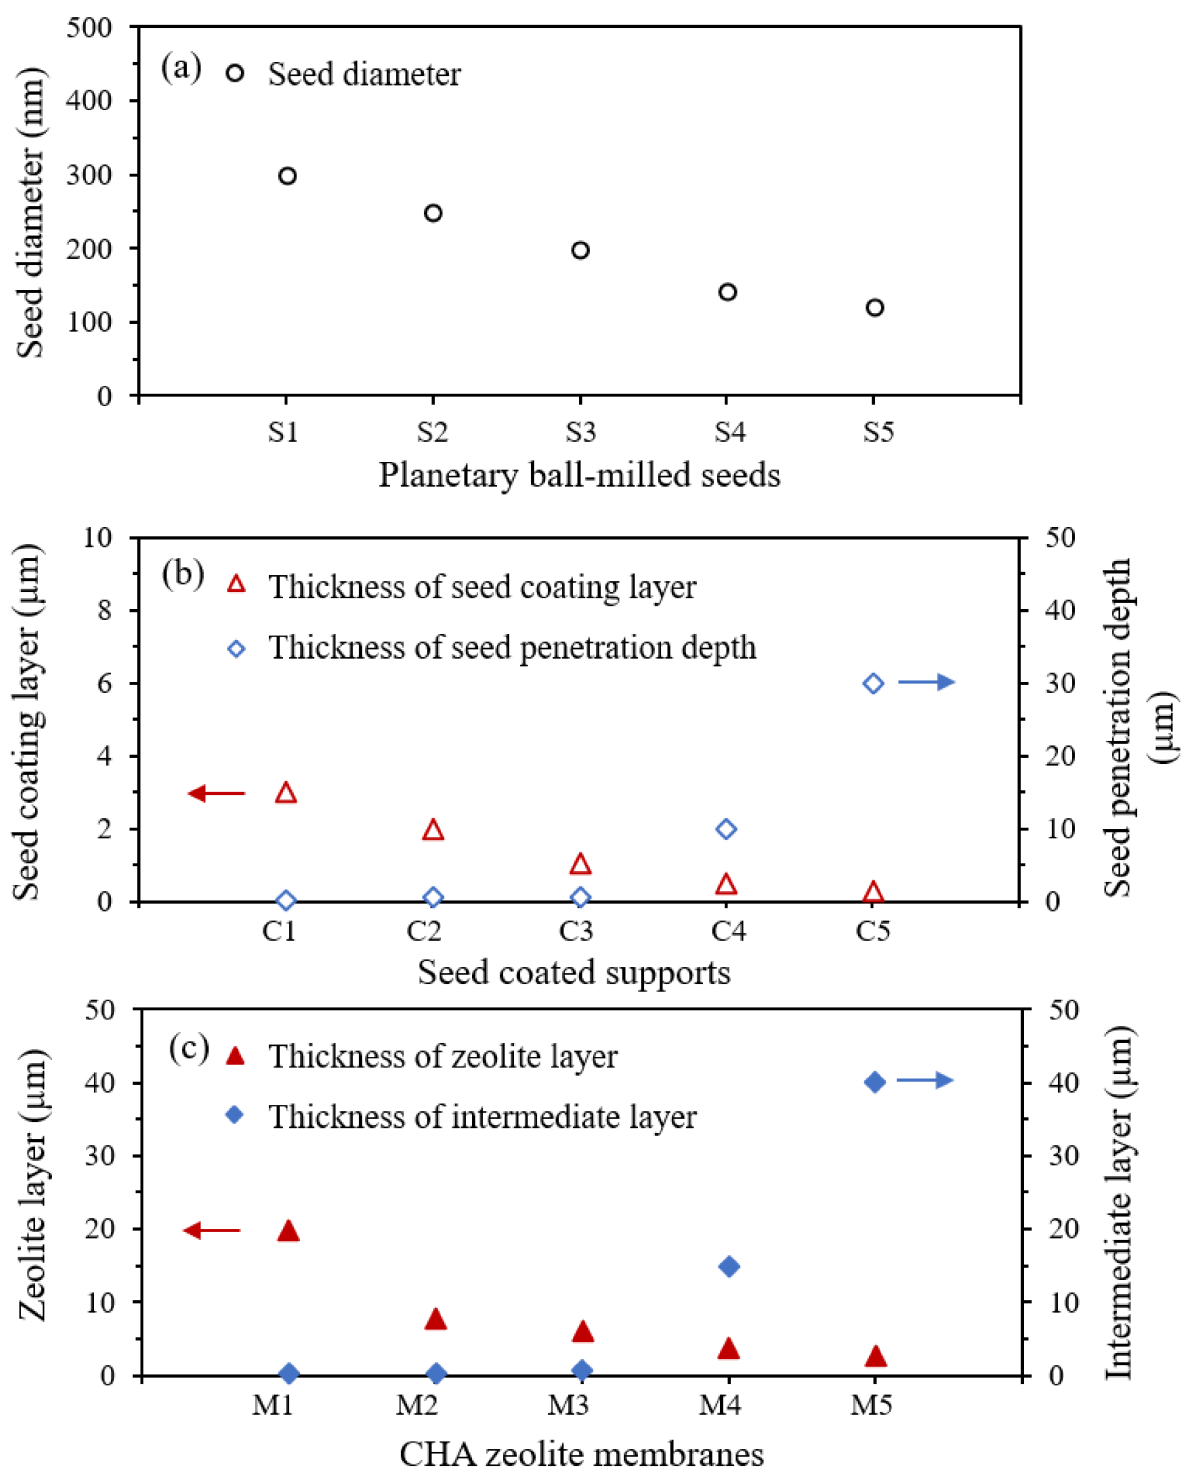 500
400
300
200
100
0
Seed diameter (nm)
(a)
Seed diameter
S1 S2 S3 S4 S5
Planetary ball-milled seeds
10
8
6
4
2
0
Seed coating layer (μm)
(b)
Thickness of seed coating layer
Thickness of seed penetration depth
50
40
30
20
10
0
Seed penetration depth
(μm)
C1 C2 C3 C4 C5
Seed coated supports
50
40
30
20
10
0
Zeolite layer (μm)
(c)
Thickness of zeolite layer
Thickness of intermediate layer
50
40
30
20
10
0
Intermediate layer (μm)
M1 M2 M3 M4 M5
CHA zeolite membranes